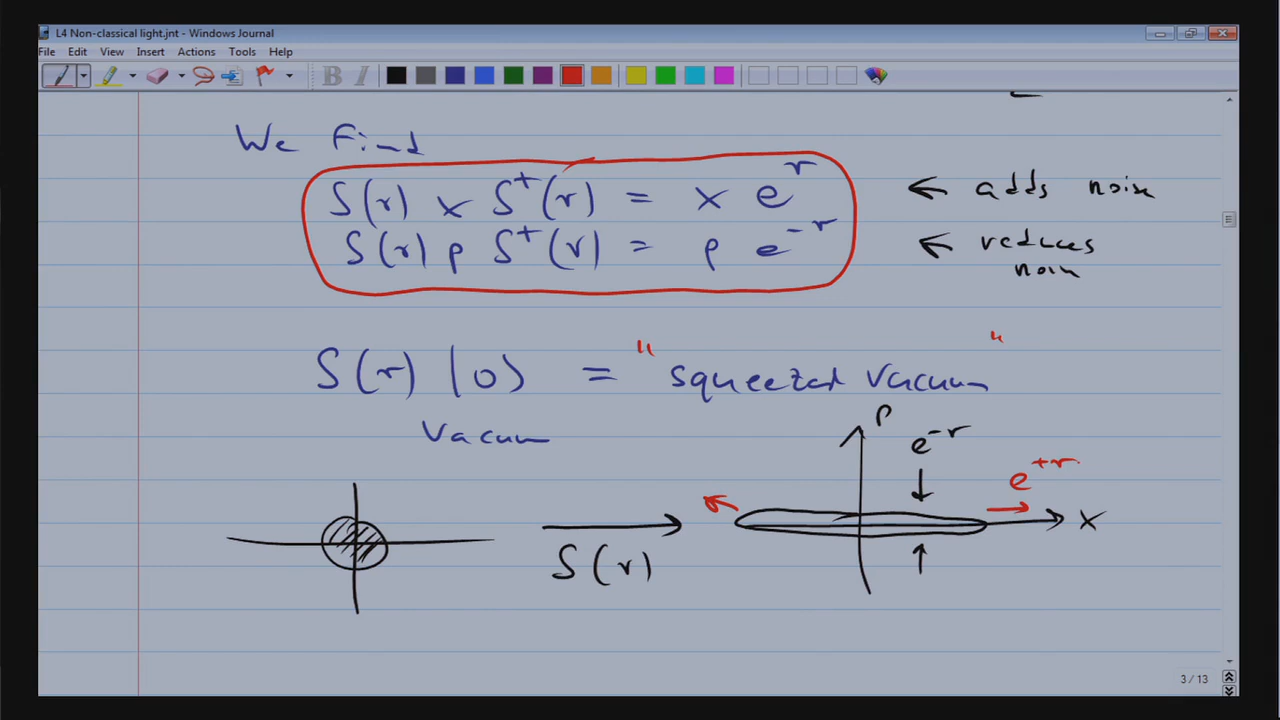 L4 Non-classical light.jnt - Windows Journal
File Edit View Insert Actions Tools Help
B I
We Find
S(r) x S†(r) = x e^r ← adds noise
S(r) p S†(r) = p e^-r ← reduces
noise
S(r) |0⟩ = "squeezed vacuum"
Vacuum
P
e^-r
e^+r
X
S(r)
3 / 13